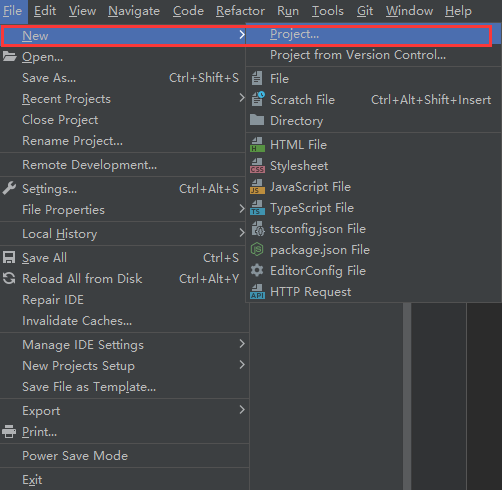 File Edit View Navigate Code Refactor Run Tools Git Window Help
New
Open...
Save As... Ctrl+Shift+S
Recent Projects
Close Project
Rename Project...
Remote Development...
Settings... Ctrl+Alt+S
File Properties
Local History
Save All Ctrl+S
Reload All from Disk Ctrl+Alt+Y
Repair IDE
Invalidate Caches...
Manage IDE Settings
New Projects Setup
Save File as Template...
Export
Print...
Power Save Mode
Exit
Project...
Project from Version Control...
File
Scratch File Ctrl+Alt+Shift+Insert
Directory
H HTML File
CSS Stylesheet
JS JavaScript File
TS TypeScript File
tsconfig.json File
package.json File
EditorConfig File
API HTTP Request